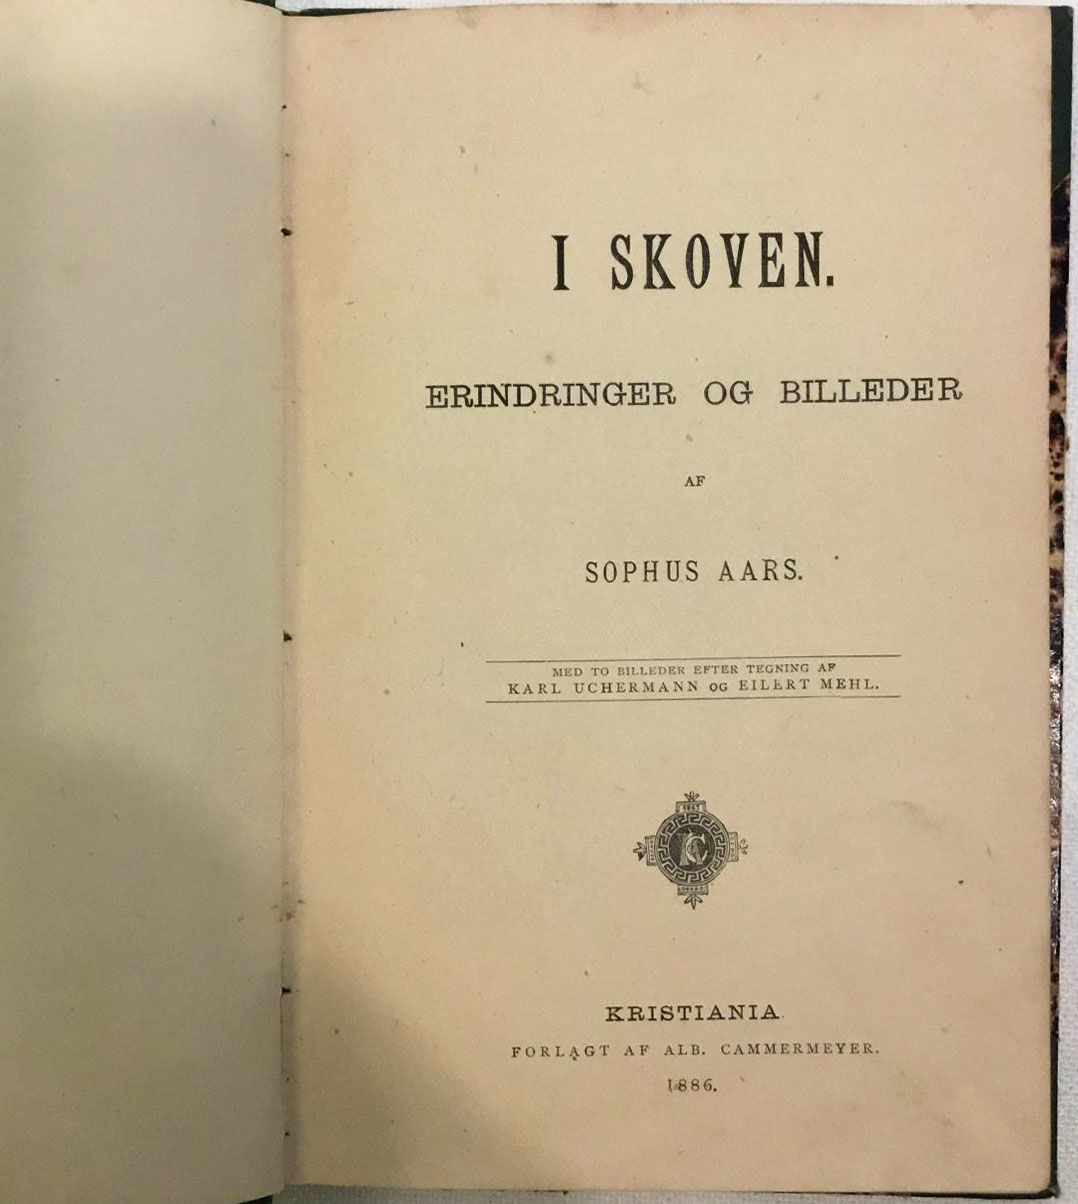 I SKOVEN.
ERINDRINGER OG BILLEDER
AF
SOPHUS AARS.
MED TO BILLEDER EFTER TEGNING AF
KARL UCHERMANN OG EILERT MEHL.
KRISTIANIA
FORLAGT AF ALB. CAMMERMEYER.
1886.